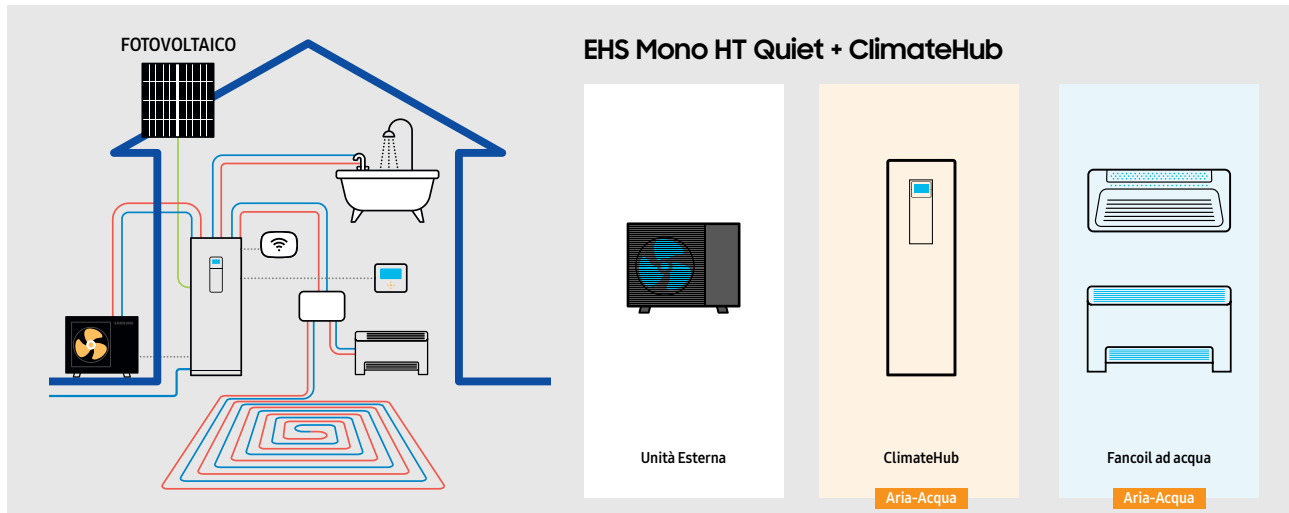 FOTOVOLTAICO
EHS Mono HT Quiet + ClimateHub
Unità Esterna
ClimateHub
Fancoil ad acqua
Aria-Acqua
Aria-Acqua